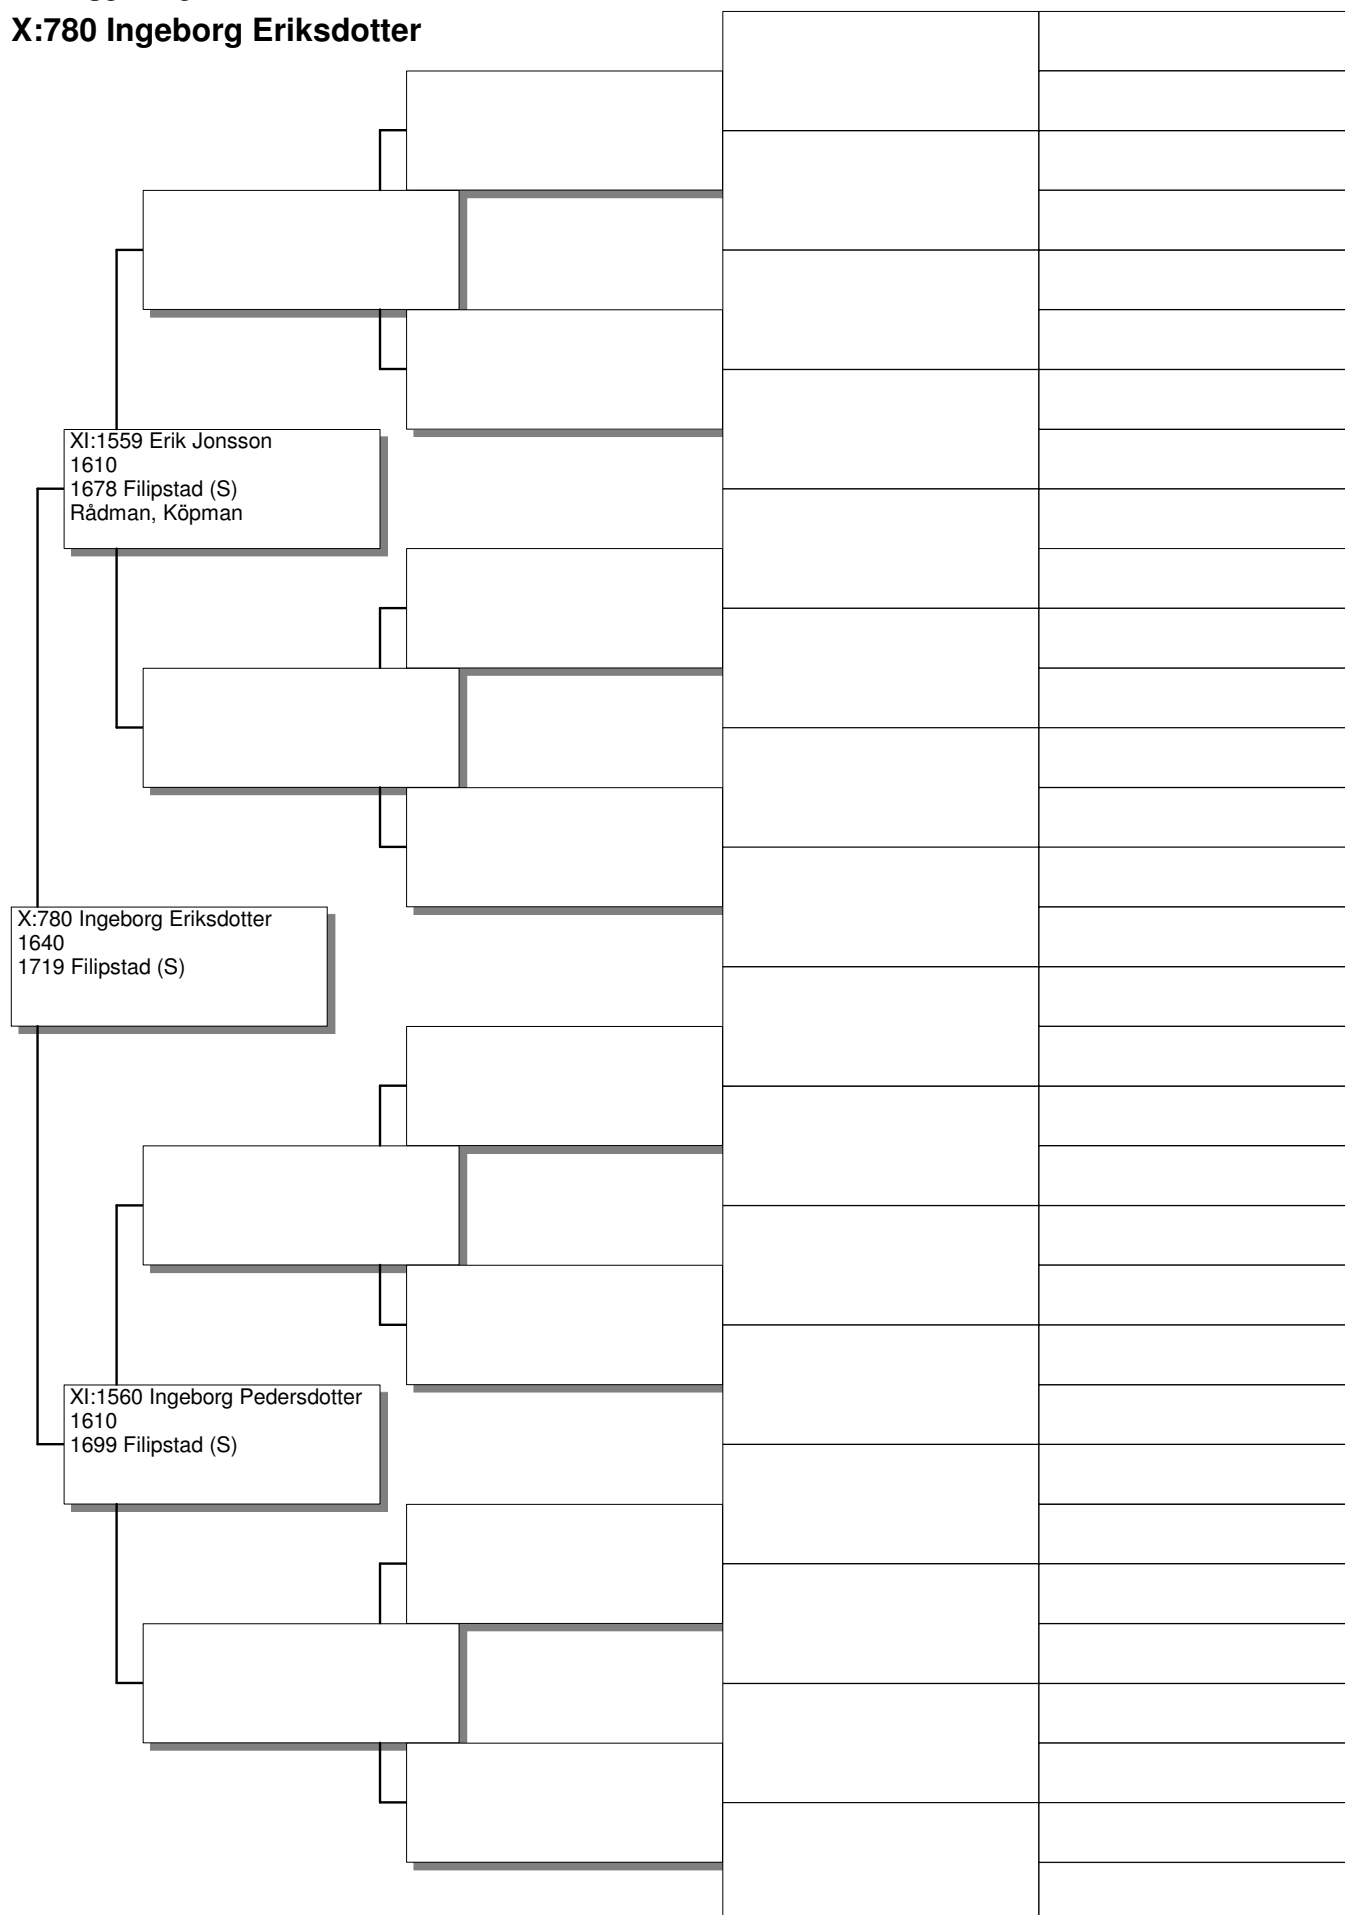 X:780 Ingeborg Eriksdotter
XI:1559 Erik Jonsson
1610
1678 Filipstad (S)
Rådman, Köpman
X:780 Ingeborg Eriksdotter
1640
1719 Filipstad (S)
XI:1560 Ingeborg Pedersdotter
1610
1699 Filipstad (S)